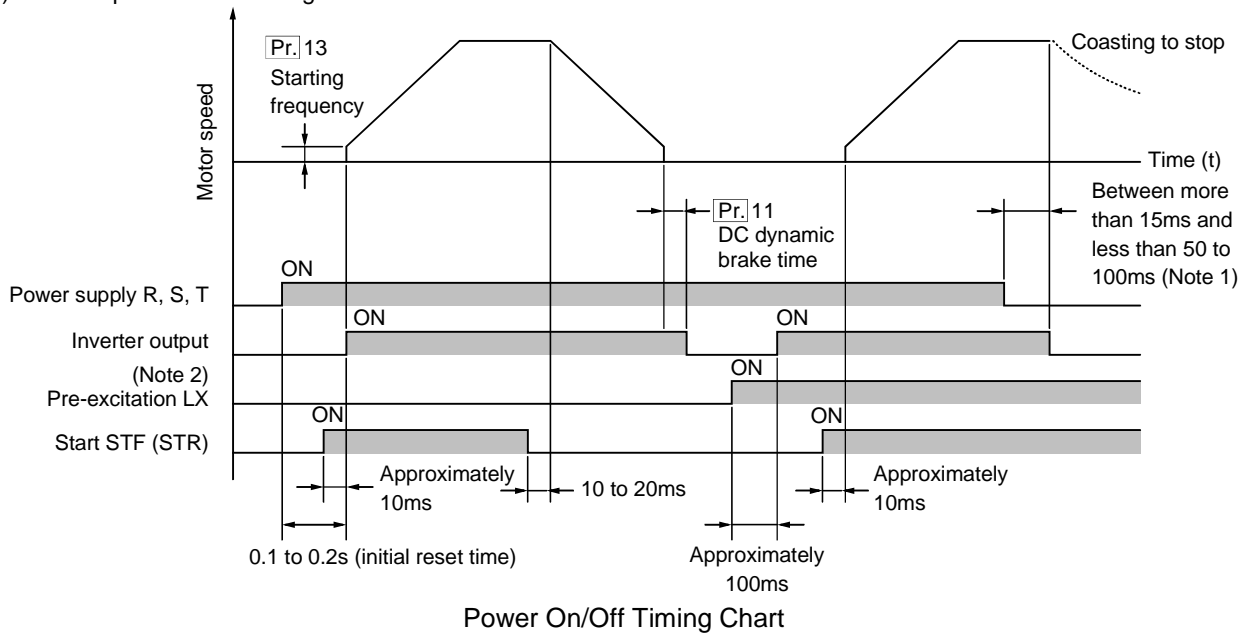 Pr. 13
Starting
frequency
Motor speed
Coasting to stop
Time (t)
Between more
than 15ms and
less than 50 to
100ms (Note 1)
Pr. 11
DC dynamic
brake time
ON
Power supply R, S, T
ON
ON
Inverter output
(Note 2)
ON
Pre-excitation LX
ON
ON
Start STF (STR)
Approximately
10ms
10 to 20ms
Approximately
10ms
0.1 to 0.2s (initial reset time)
Approximately
100ms
Power On/Off Timing Chart